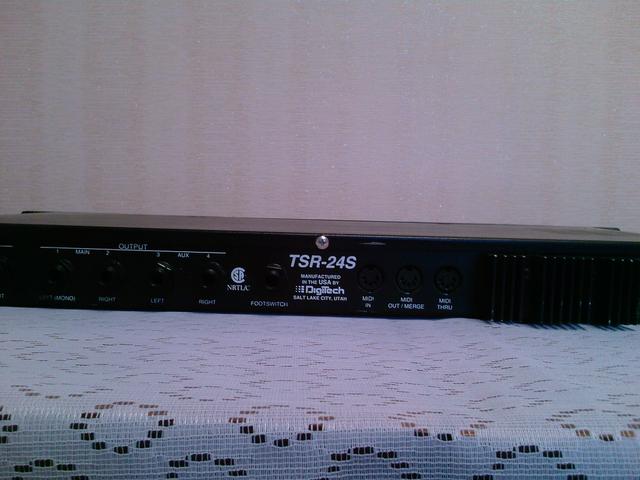 OUTPUT
1 MAIN 2 3 AUX 4
LEFT (MONO) RIGHT LEFT RIGHT
NRTL/C
FOOTSWITCH
TSR-24S
MANUFACTURED
IN THE USA BY
DigiTech
SALT LAKE CITY, UTAH
MIDI
IN
MIDI
OUT / MERGE
MIDI
THRU